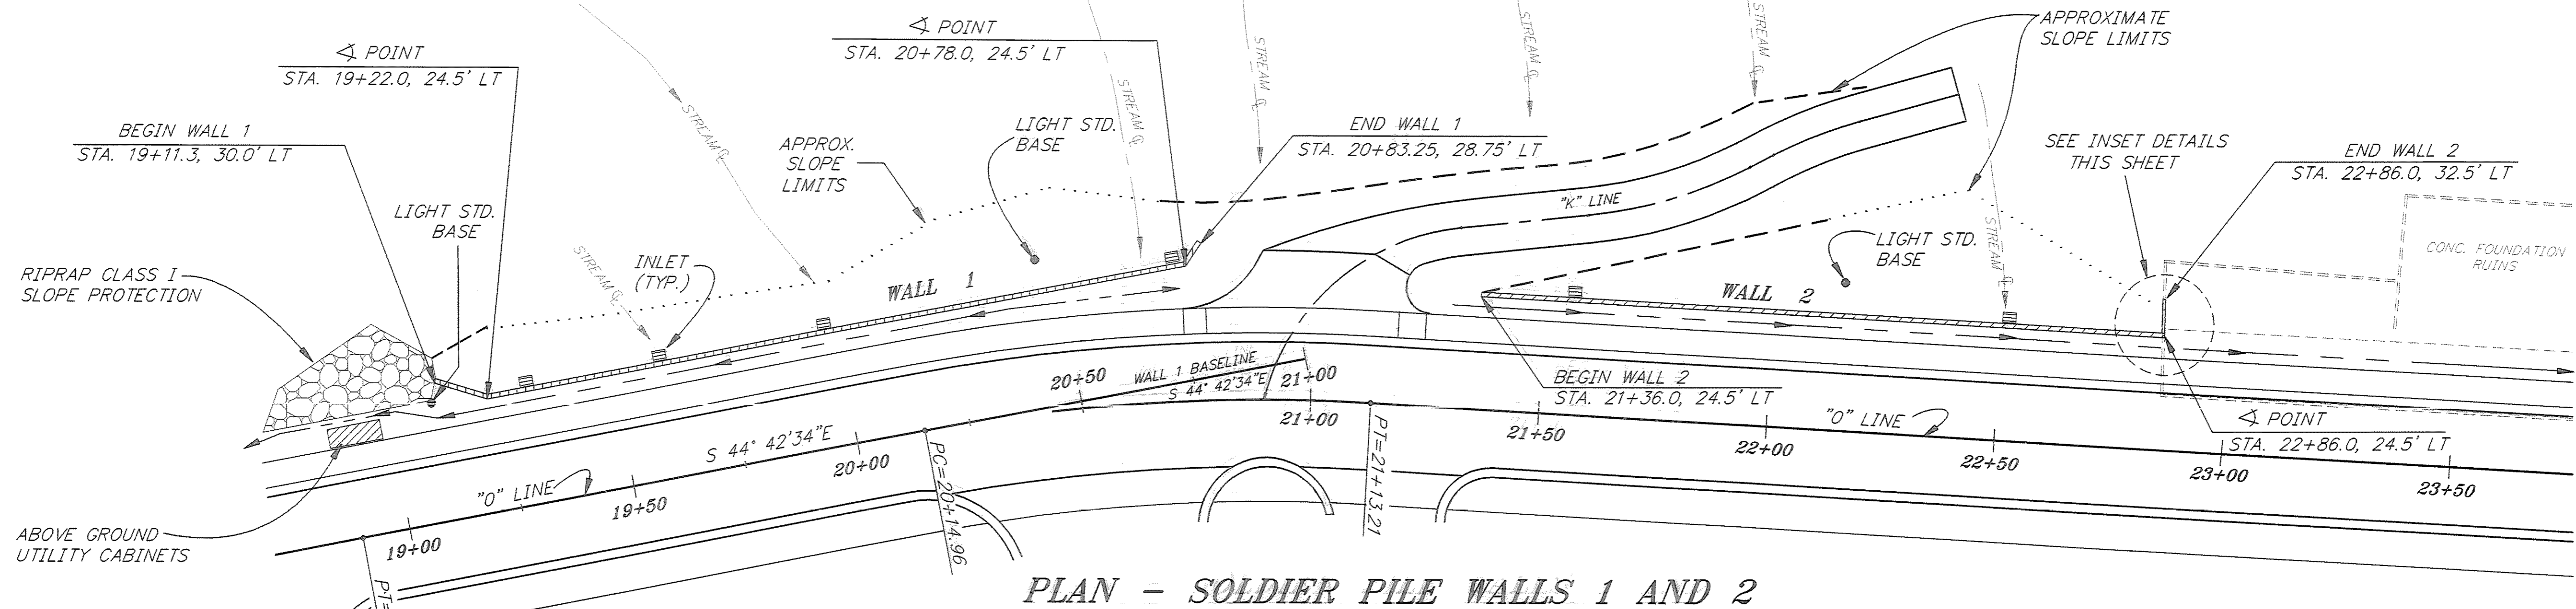 ∢ POINT
STA. 20+78.0, 24.5' LT
∢ POINT
STA. 19+22.0, 24.5' LT
BEGIN WALL 1
STA. 19+11.3, 30.0' LT
LIGHT STD.
BASE
RIPRAP CLASS I
SLOPE PROTECTION
ABOVE GROUND
UTILITY CABINETS
STREAM ℄
STREAM ℄
INLET
(TYP.)
APPROX.
SLOPE
LIMITS
LIGHT STD.
BASE
STREAM ℄
STREAM ℄
STREAM ℄
STREAM ℄
APPROXIMATE
SLOPE LIMITS
END WALL 1
STA. 20+83.25, 28.75' LT
"K" LINE
SEE INSET DETAILS
THIS SHEET
END WALL 2
STA. 22+86.0, 32.5' LT
LIGHT STD.
BASE
STREAM ℄
CONC. FOUNDATION
RUINS
WALL 1
WALL 2
WALL 1 BASELINE
S 44° 42'34"E
20+50
21+00
BEGIN WALL 2
STA. 21+36.0, 24.5' LT
∢ POINT
STA. 22+86.0, 24.5' LT
"O" LINE
S 44° 42'34"E
"O" LINE
19+00
19+50
20+00
21+00
21+50
22+00
22+50
23+00
23+50
PT=
PC=20+14.96
PT=21+13.21
PLAN - SOLDIER PILE WALLS 1 AND 2